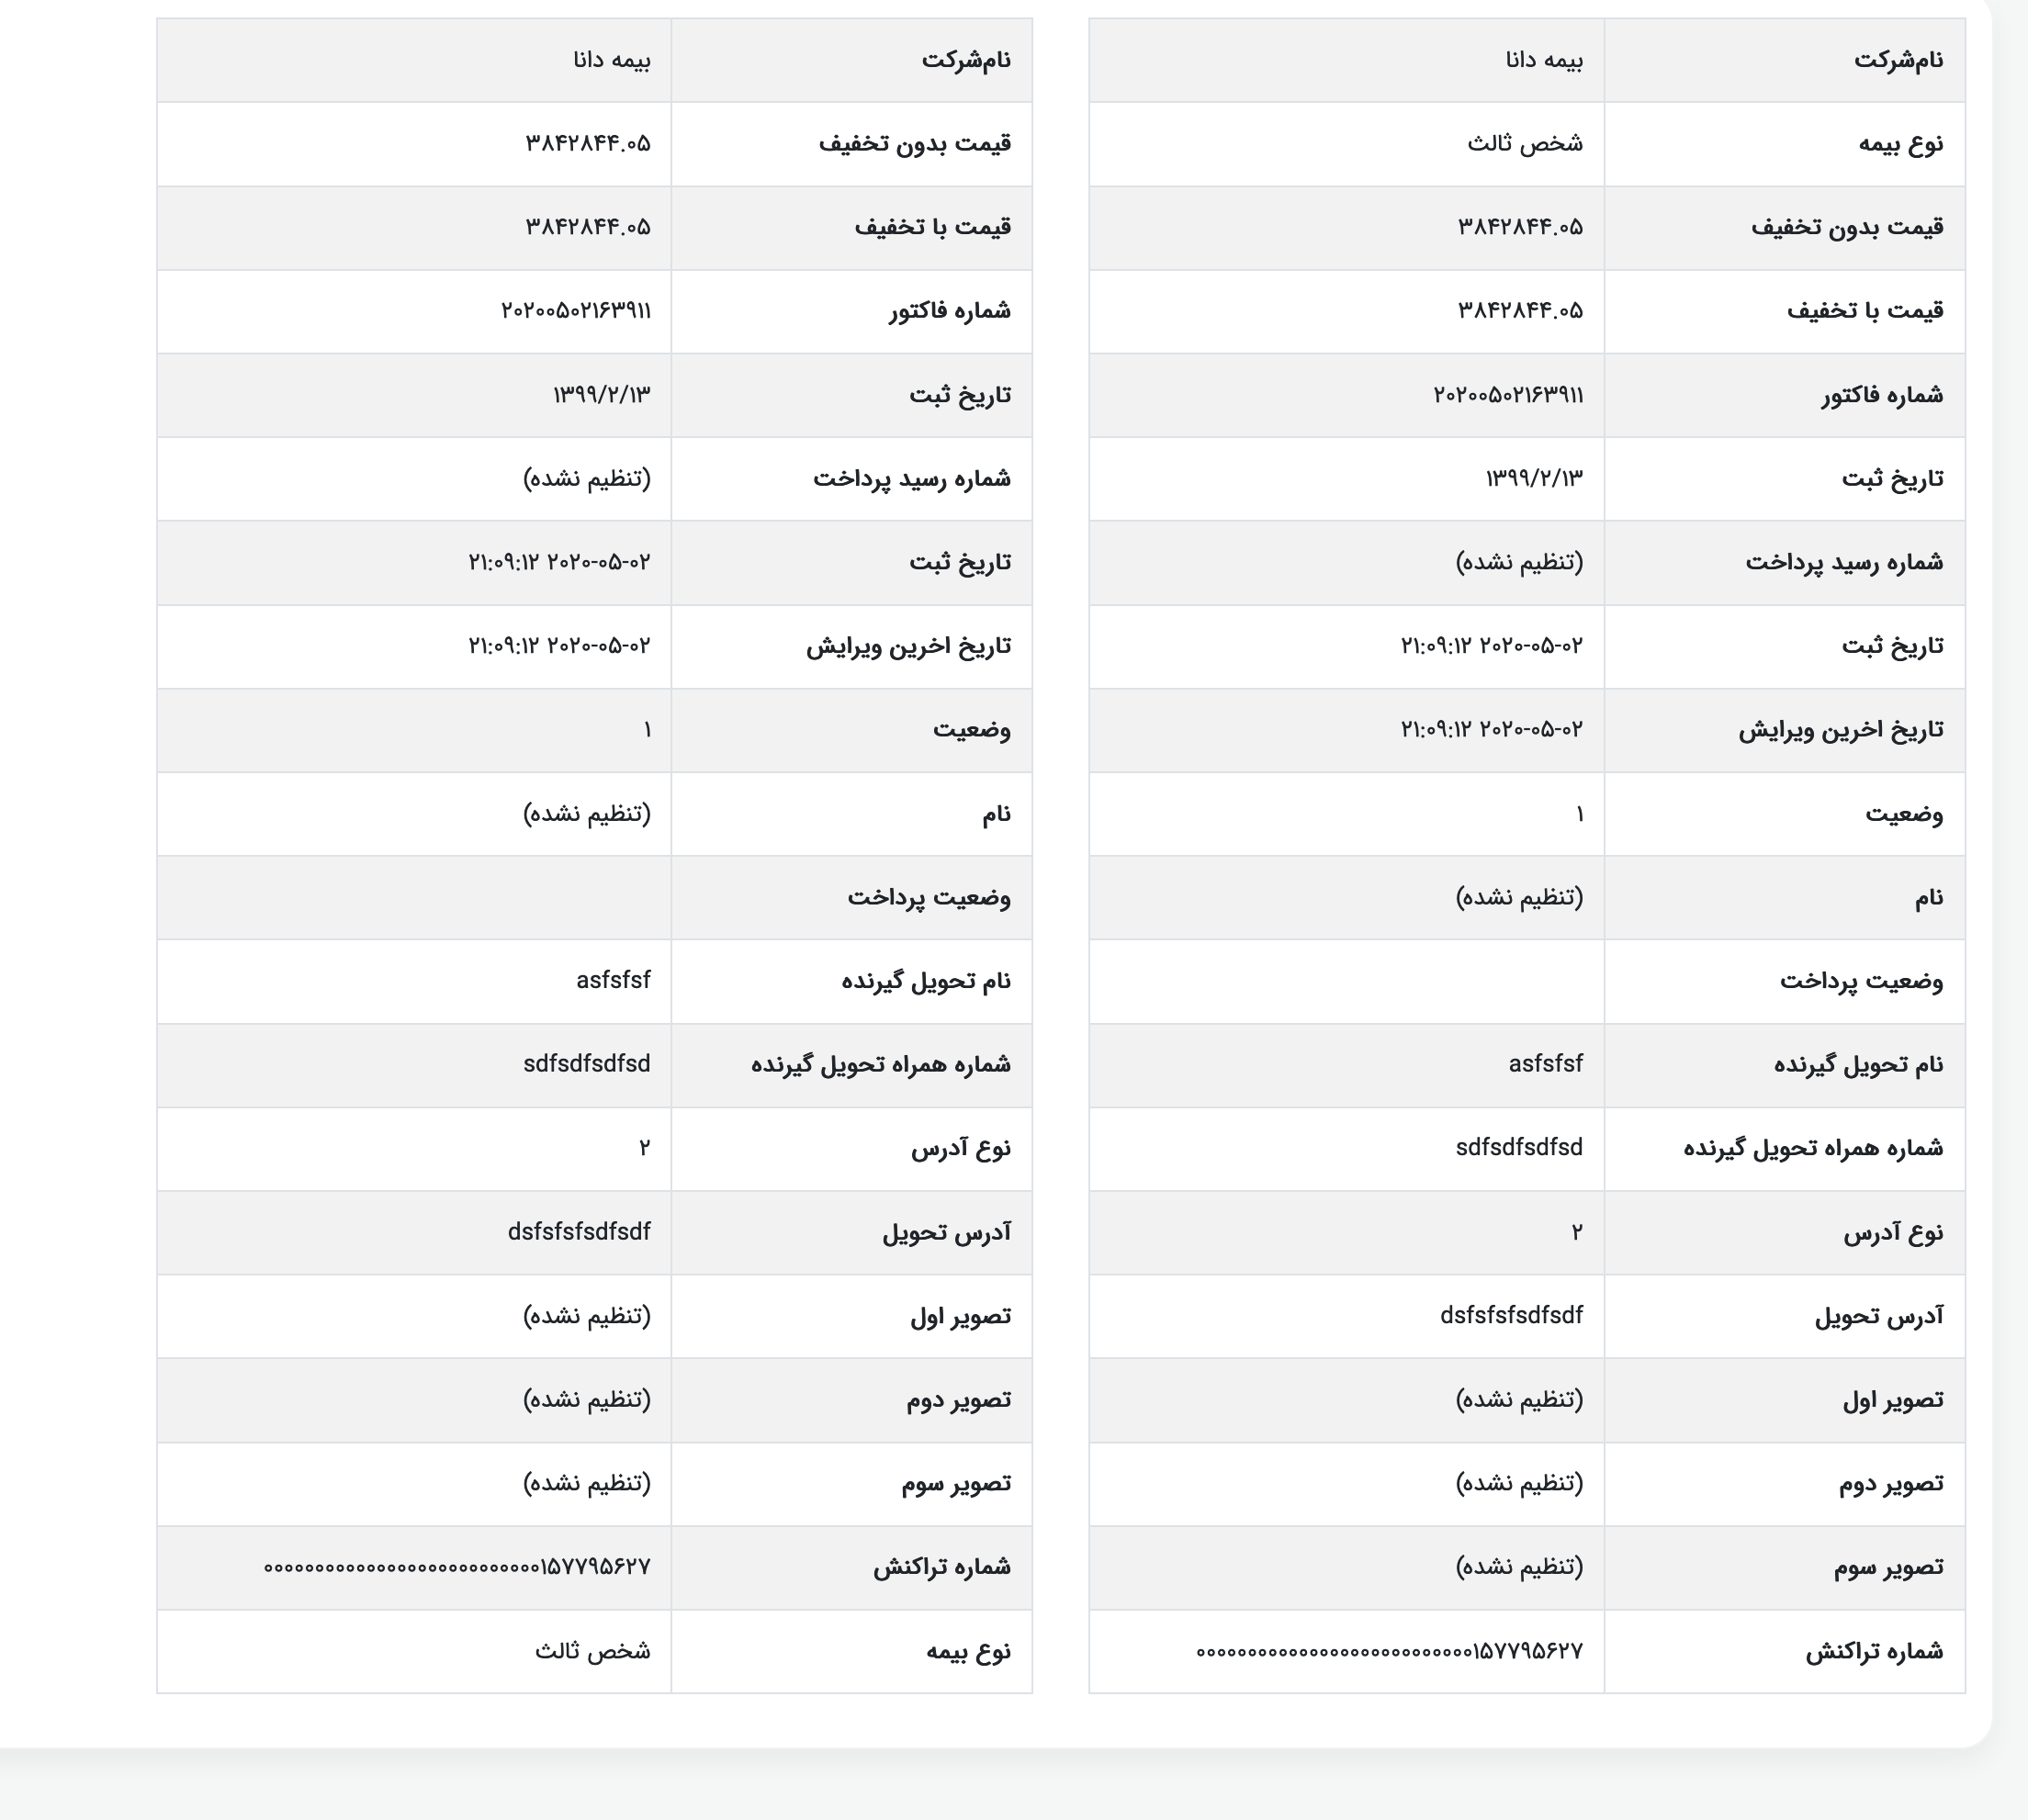 نام‌شرکت بیمه دانا
نوع بیمه شخص ثالث
قیمت بدون تخفیف ۳۸۴۲۸۴۴.۰۵
قیمت با تخفیف ۳۸۴۲۸۴۴.۰۵
شماره فاکتور ۲۰۲۰۰۵۰۲۱۶۳۹۱۱
تاریخ ثبت ۱۳۹۹/۲/۱۳
شماره رسید پرداخت (تنظیم نشده)
تاریخ ثبت ۲۰۲۰-۰۵-۰۲ ۲۱:۰۹:۱۲
تاریخ اخرین ویرایش ۲۰۲۰-۰۵-۰۲ ۲۱:۰۹:۱۲
وضعیت ۱
نام (تنظیم نشده)
وضعیت پرداخت
نام تحویل گیرنده asfsfsf
شماره همراه تحویل گیرنده sdfsdfsdfsd
نوع آدرس ۲
آدرس تحویل dsfsfsfsdfsdf
تصویر اول (تنظیم نشده)
تصویر دوم (تنظیم نشده)
تصویر سوم (تنظیم نشده)
شماره تراکنش ۰۰۰۰۰۰۰۰۰۰۰۰۰۰۰۰۰۰۰۰۰۰۰۰۰۰۰۱۵۷۷۹۵۶۲۷
نام‌شرکت بیمه دانا
قیمت بدون تخفیف ۳۸۴۲۸۴۴.۰۵
قیمت با تخفیف ۳۸۴۲۸۴۴.۰۵
شماره فاکتور ۲۰۲۰۰۵۰۲۱۶۳۹۱۱
تاریخ ثبت ۱۳۹۹/۲/۱۳
شماره رسید پرداخت (تنظیم نشده)
تاریخ ثبت ۲۰۲۰-۰۵-۰۲ ۲۱:۰۹:۱۲
تاریخ اخرین ویرایش ۲۰۲۰-۰۵-۰۲ ۲۱:۰۹:۱۲
وضعیت ۱
نام (تنظیم نشده)
وضعیت پرداخت
نام تحویل گیرنده asfsfsf
شماره همراه تحویل گیرنده sdfsdfsdfsd
نوع آدرس ۲
آدرس تحویل dsfsfsfsdfsdf
تصویر اول (تنظیم نشده)
تصویر دوم (تنظیم نشده)
تصویر سوم (تنظیم نشده)
شماره تراکنش ۰۰۰۰۰۰۰۰۰۰۰۰۰۰۰۰۰۰۰۰۰۰۰۰۰۰۰۱۵۷۷۹۵۶۲۷
نوع بیمه شخص ثالث